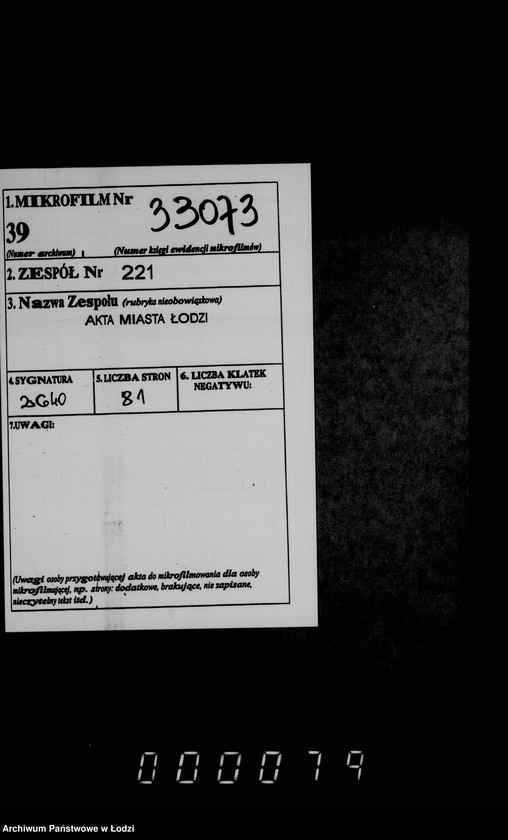 1. MIKROFILM Nr 33073
39
(Numer archiwum) (Numer księgi ewidencji mikrofilmów)
2. ZESPÓŁ Nr 221
3. Nazwa Zespołu (rubryka nieobowiązkowa)
AKTA MIASTA ŁODZI
4. SYGNATURA 5. LICZBA STRON 6. LICZBA KLATEK
NEGATYWU:
2640 81
7. UWAGI:
(Uwagi osoby przygotowującej akta do mikrofilmowania dla osoby
mikrofilmującej, np. strony: dodatkowe, brakujące, nie zapisane,
nieczytelny tekst itd.)
000079
Archiwum Państwowe w Łodzi